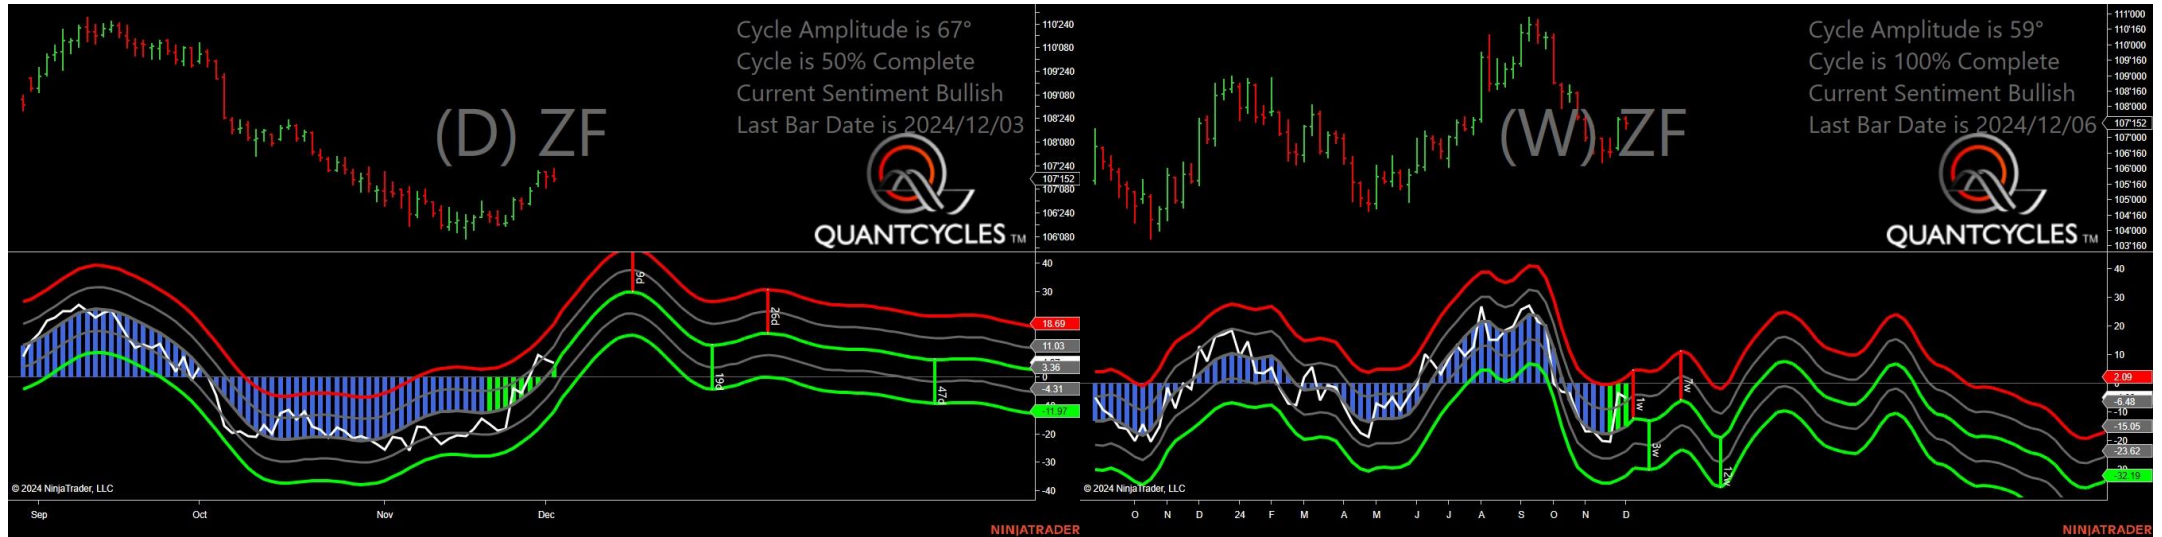 Cycle Amplitude is 67°
Cycle is 50% Complete
Current Sentiment Bullish
Last Bar Date is 2024/12/03
(D) ZF
QUANTCYCLES TM
110'240
110'080
109'240
109'080
108'240
108'080
107'240
107'152
107'080
106'240
106'080
9d
19d
26d
47d
40
30
18.69
11.03
3.36
0
-4.31
-11.97
-20
-30
-40
© 2024 NinjaTrader, LLC
Sep Oct Nov Dec
NINJATRADER
Cycle Amplitude is 59°
Cycle is 100% Complete
Current Sentiment Bullish
Last Bar Date is 2024/12/06
(W) ZF
QUANTCYCLES TM
111'000
110'160
110'000
109'160
109'000
108'160
108'000
107'152
107'000
106'160
106'000
105'160
105'000
104'160
104'000
103'160
1w
3w
7w
12w
40
30
20
10
2.09
-6.48
-10
-15.05
-20
-23.62
-32.19
© 2024 NinjaTrader, LLC
O N D 24 F M A M J J A S O N D
NINJATRADER